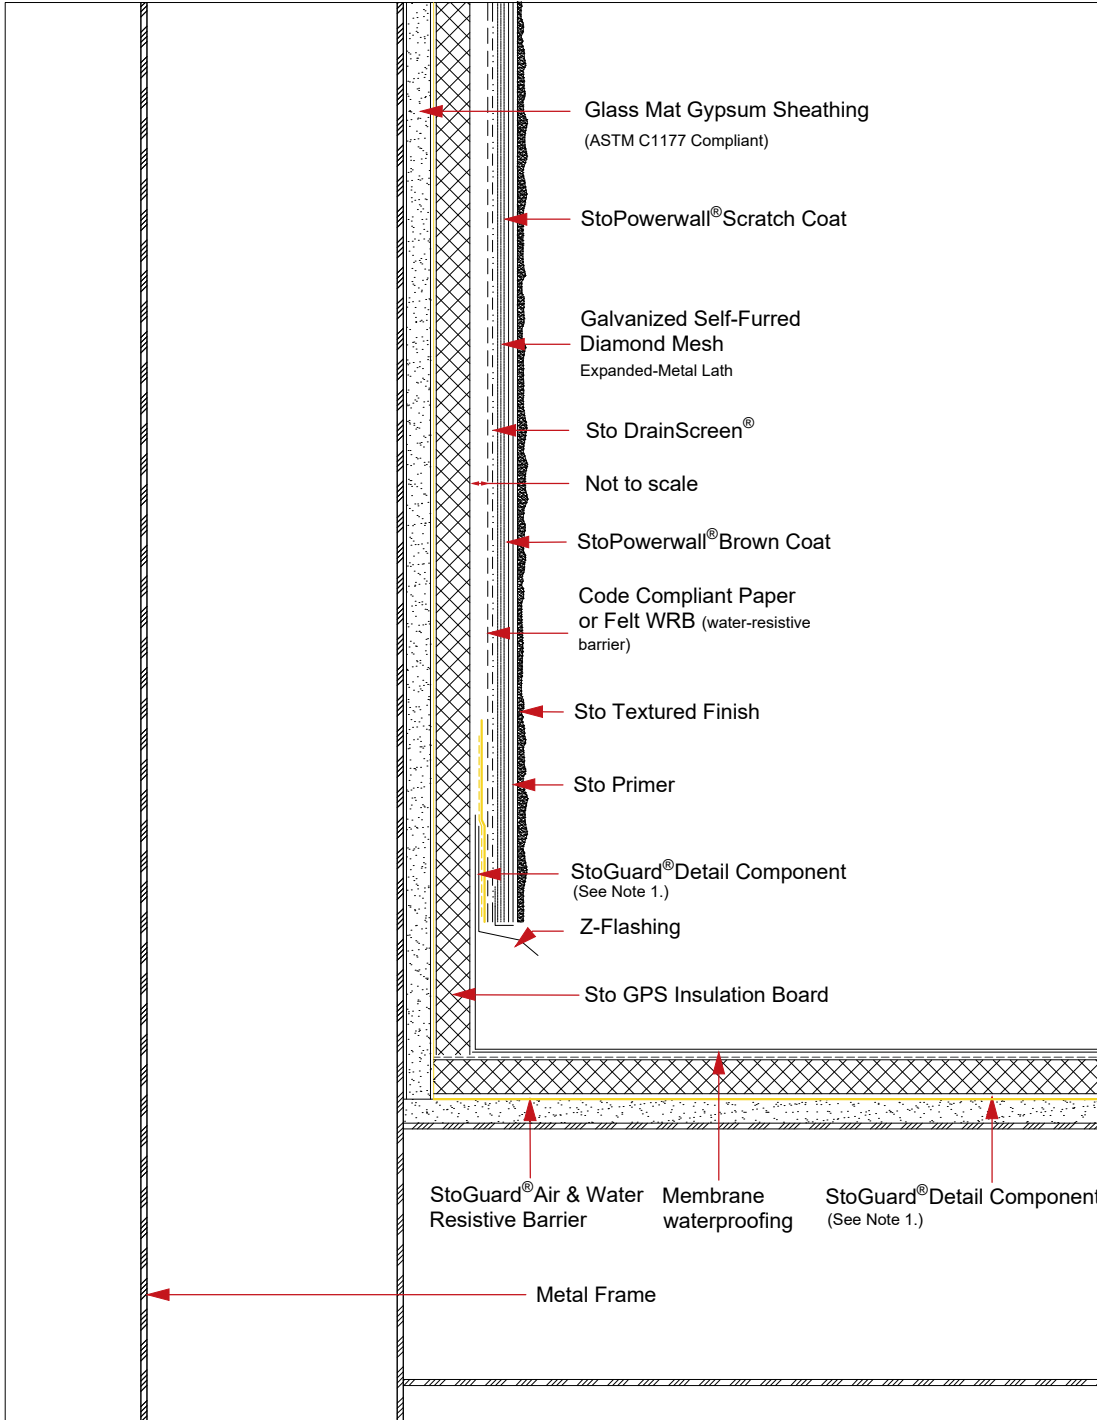 Glass Mat Gypsum Sheathing
(ASTM C1177 Compliant)
StoPowerwall® Scratch Coat
Galvanized Self-Furred
Diamond Mesh
Expanded-Metal Lath
Sto DrainScreen®
Not to scale
StoPowerwall® Brown Coat
Code Compliant Paper
or Felt WRB (water-resistive
barrier)
Sto Textured Finish
Sto Primer
StoGuard® Detail Component
(See Note 1.)
Z-Flashing
Sto GPS Insulation Board
StoGuard® Air & Water
Resistive Barrier
Membrane
waterproofing
StoGuard® Detail Component
(See Note 1.)
Metal Frame